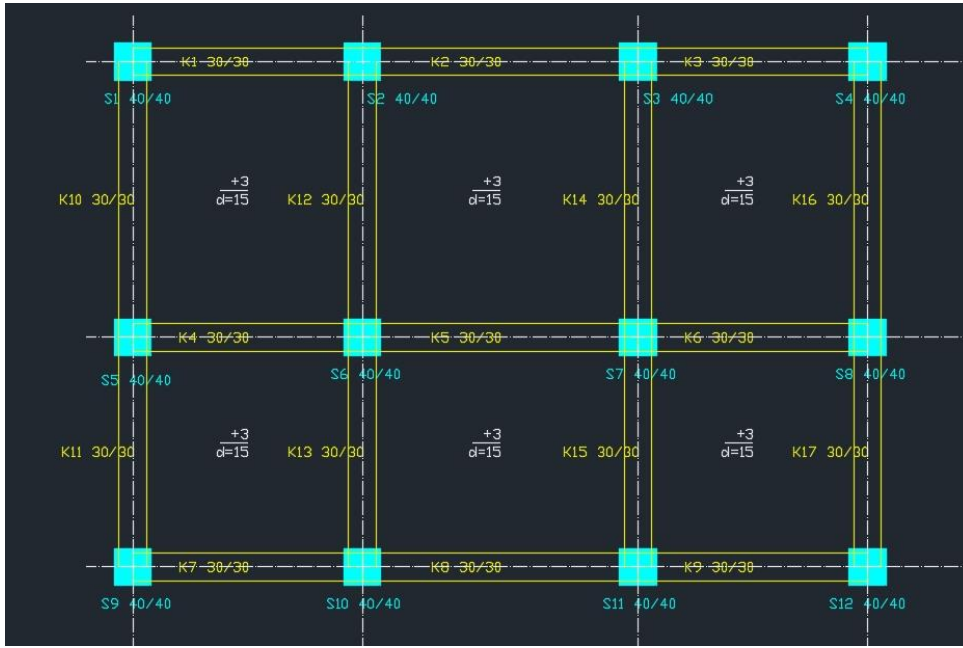 K1 30/30
K2 30/30
K3 30/30
S1 40/40
S2 40/40
S3 40/40
S4 40/40
+3
+3
+3
K10 30/30
d=15
K12 30/30
d=15
K14 30/30
d=15
K16 30/30
K4 30/30
K5 30/30
K6 30/30
S5 40/40
S6 40/40
S7 40/40
S8 40/40
+3
+3
+3
K11 30/30
d=15
K13 30/30
d=15
K15 30/30
d=15
K17 30/30
K7 30/30
K8 30/30
K9 30/30
S9 40/40
S10 40/40
S11 40/40
S12 40/40